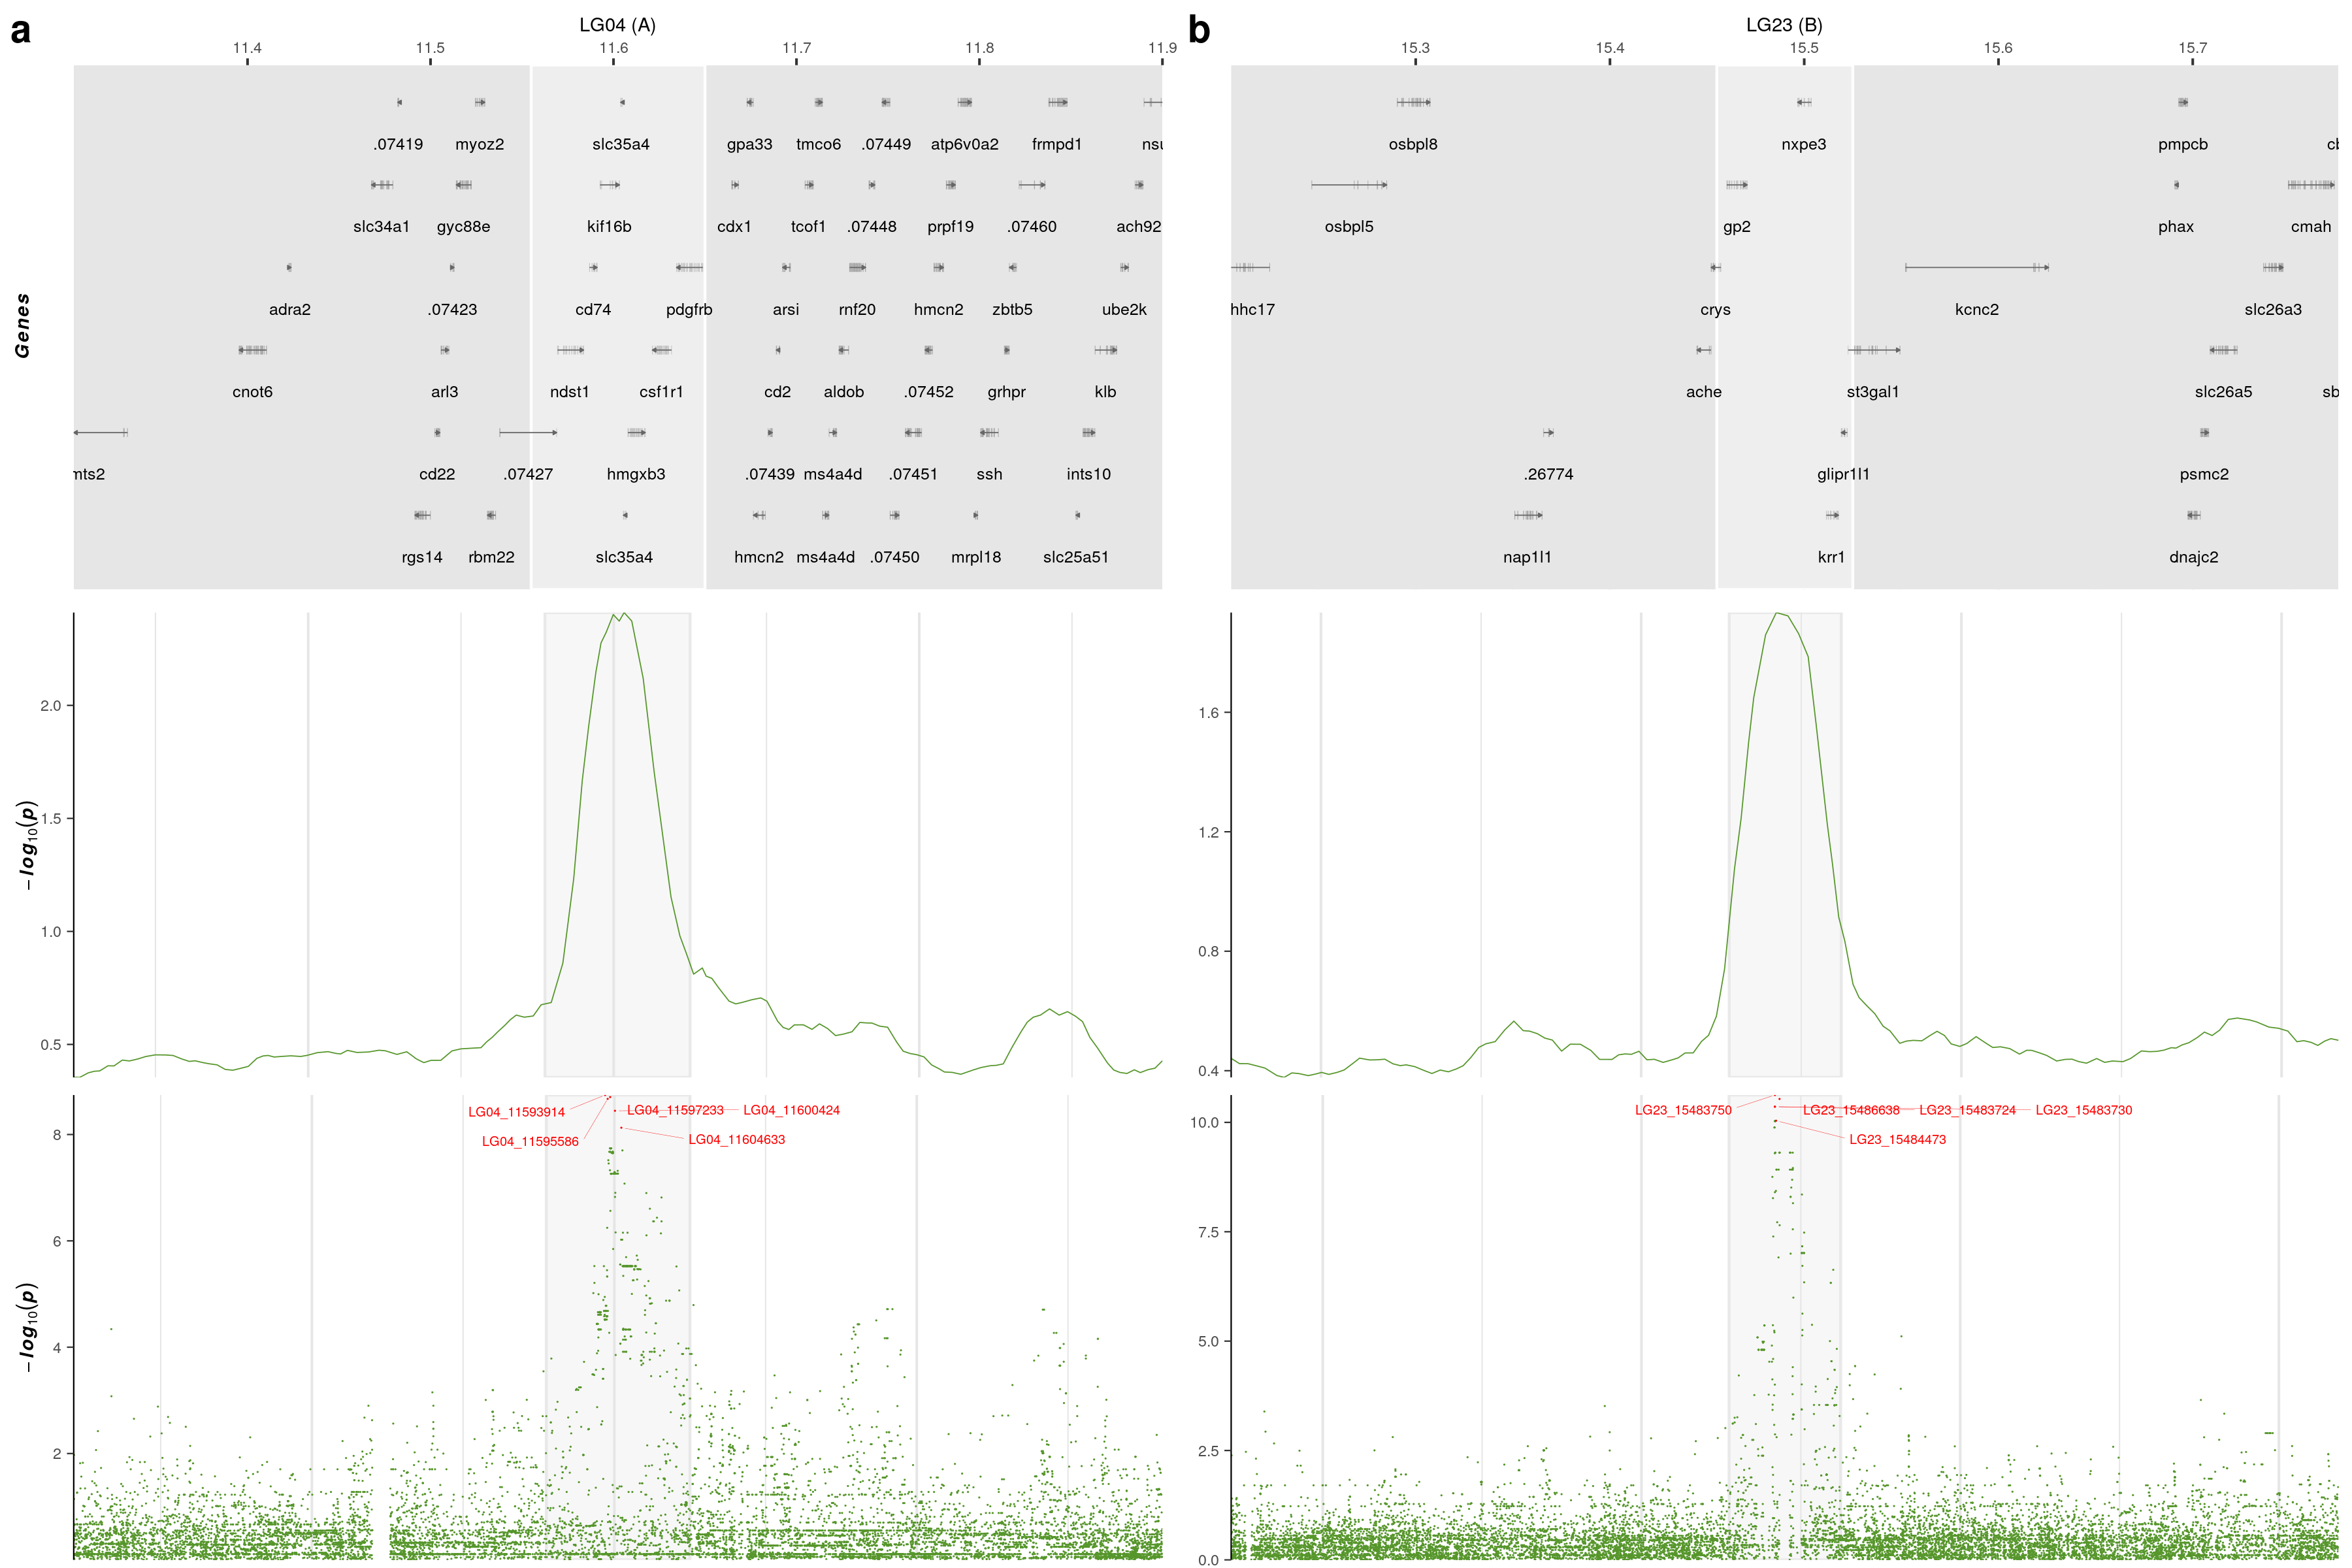 a
LG04 (A)
11.4 11.5 11.6 11.7 11.8 11.9
Genes
.07419 myoz2 slc35a4 gpa33 tmco6 .07449 atp6v0a2 frmpd1 nsu
slc34a1 gyc88e kif16b cdx1 tcof1 .07448 prpf19 .07460 ach92
adra2 .07423 cd74 pdgfrb arsi rnf20 hmcn2 zbtb5 ube2k
cnot6 arl3 ndst1 csf1r1 cd2 aldob .07452 grhpr klb
mts2 cd22 .07427 hmgxb3 .07439 ms4a4d .07451 ssh ints10
rgs14 rbm22 slc35a4 hmcn2 ms4a4d .07450 mrpl18 slc25a51
−log10(p)
2.0
1.5
1.0
0.5
−log10(p)
8
6
4
2
LG04_11593914 LG04_11597233 LG04_11600424
LG04_11595586 LG04_11604633
b
LG23 (B)
15.3 15.4 15.5 15.6 15.7
osbpl8 nxpe3 pmpcb cb
osbpl5 gp2 phax cmah
hhc17 crys kcnc2 slc26a3
ache st3gal1 slc26a5 sb
.26774 glipr1l1 psmc2
nap1l1 krr1 dnajc2
1.6
1.2
0.8
0.4
10.0
7.5
5.0
2.5
0.0
LG23_15483750 LG23_15486638 LG23_15483724 LG23_15483730
LG23_15484473